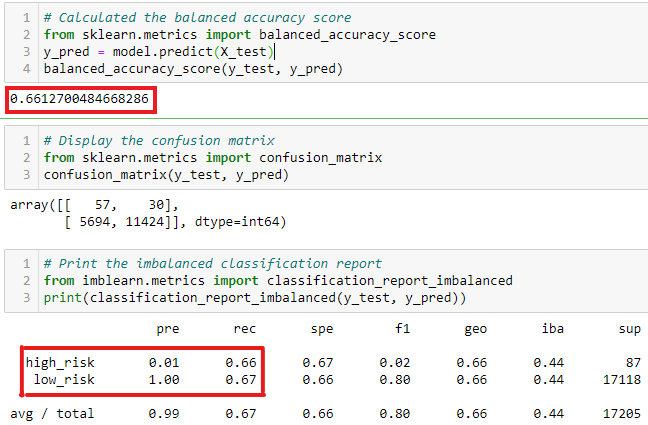 1 # Calculated the balanced accuracy score
2 from sklearn.metrics import balanced_accuracy_score
3 y_pred = model.predict(X_test)
4 balanced_accuracy_score(y_test, y_pred)
0.6612700484668286
1 # Display the confusion matrix
2 from sklearn.metrics import confusion_matrix
3 confusion_matrix(y_test, y_pred)
array([[   57,    30],
       [ 5694, 11424]], dtype=int64)
1 # Print the imbalanced classification report
2 from imblearn.metrics import classification_report_imbalanced
3 print(classification_report_imbalanced(y_test, y_pred))
pre rec spe f1 geo iba sup
high_risk 0.01 0.66 0.67 0.02 0.66 0.44 87
low_risk 1.00 0.67 0.66 0.80 0.66 0.44 17118
avg / total 0.99 0.67 0.66 0.80 0.66 0.44 17205